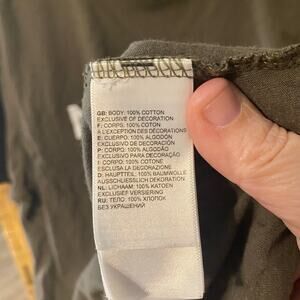 GB: BODY: 100% COTTON
EXCLUSIVE OF DECORATION
F: CORPS: 100% COTON
A L'EXCEPTION DES DÉCORATIONS
E: CUERPO: 100% ALGODÓN
EXCLUSIVO DE DECORACIÓN
P: CORPO: 100% ALGODÃO
EXCLUSIVO PARA DECORAÇÃO
I: CORPO: 100% COTONE
ESCLUSA LA DECORAZIONE
D: HAUPTTEIL: 100% BAUMWOLLE
AUSSCHLIESSLICH DEKORATION
NL: LICHAAM: 100% KATOEN
EXCLUSIEF VERSIERING
RU: ТЕЛО: 100% ХЛОПОК
БЕЗ УКРАШЕНИЙ